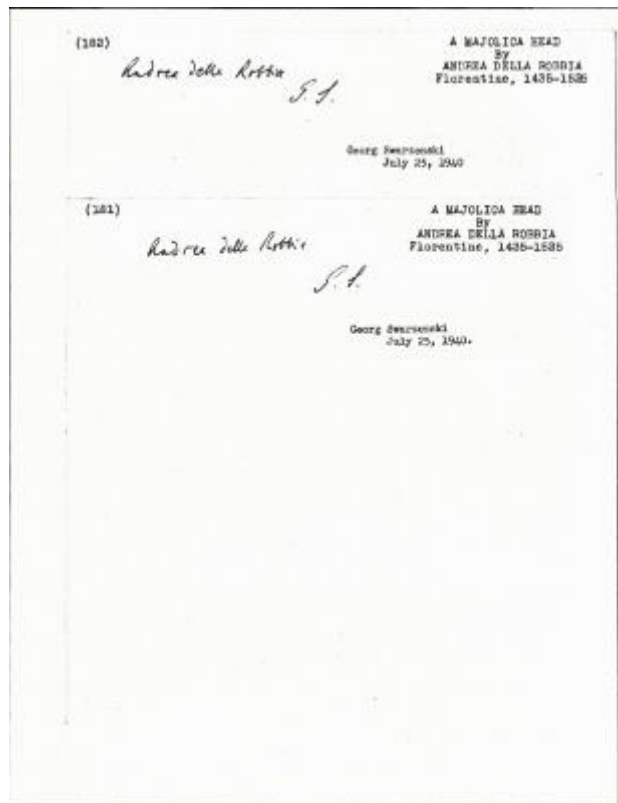 (182)
A MAJOLICA HEAD
By
ANDREA DELLA ROBBIA
Florentine, 1435-1525
Andrea della Robbia
G. S.
Georg Swarzenski
July 25, 1940
(181)
A MAJOLICA HEAD
By
ANDREA DELLA ROBBIA
Florentine, 1435-1525
Andrea della Robbia
G. S.
Georg Swarzenski
July 25, 1940.